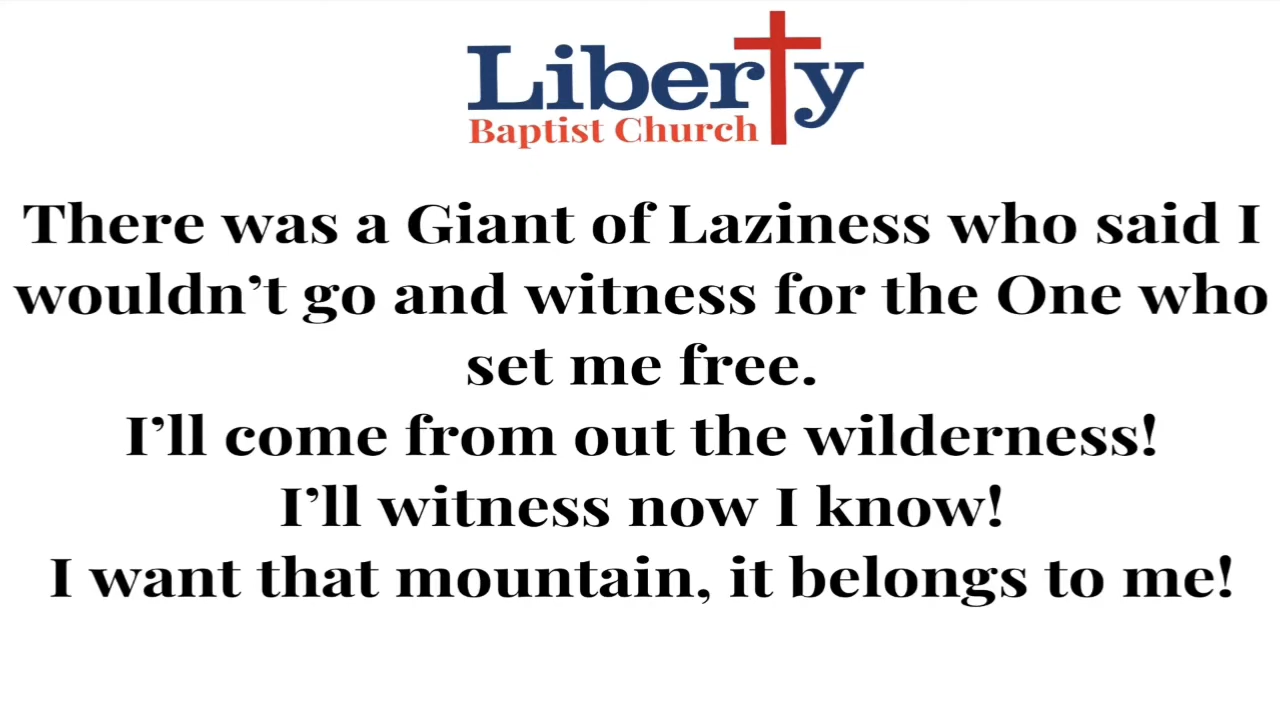 Liberty
Baptist Church
There was a Giant of Laziness who said I
wouldn’t go and witness for the One who
set me free.
I’ll come from out the wilderness!
I’ll witness now I know!
I want that mountain, it belongs to me!